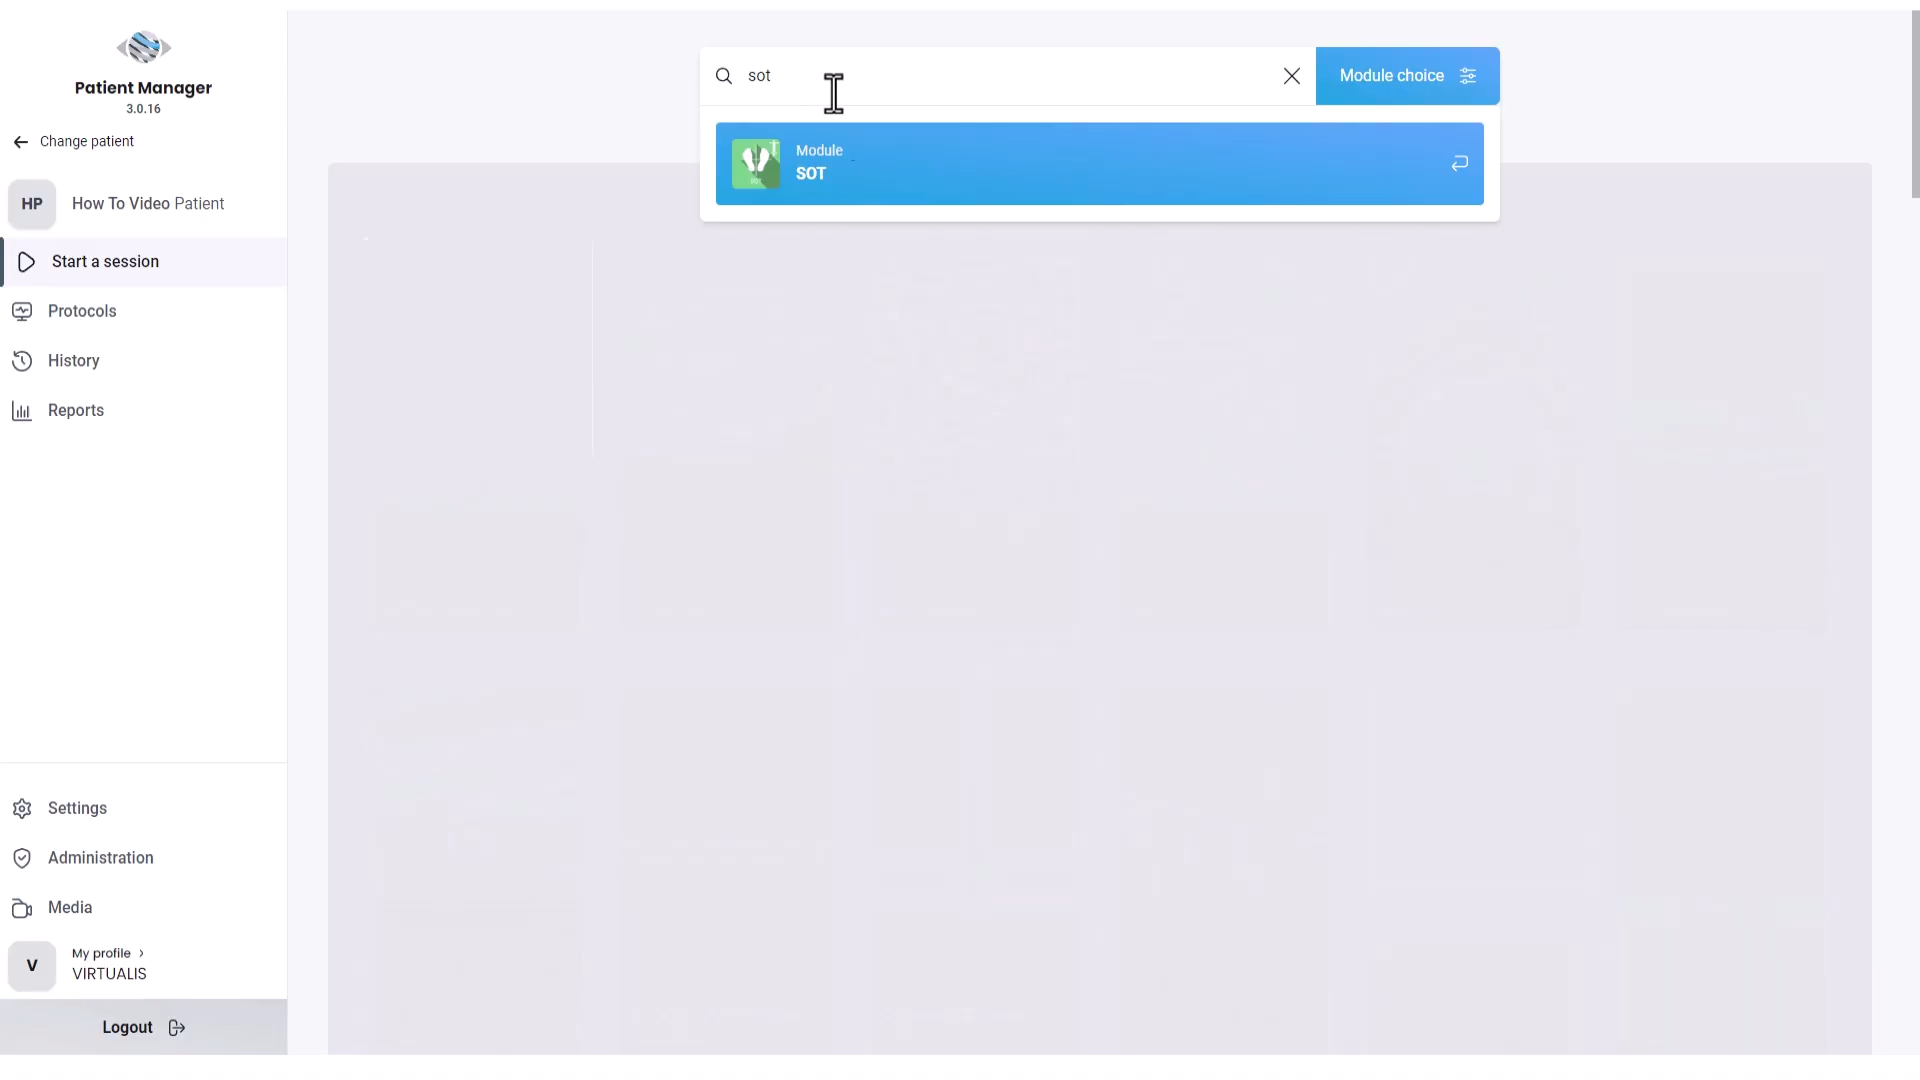 Patient Manager
3.0.16
Change patient
HP How To Video Patient
Start a session
Protocols
History
Reports
Settings
Administration
Media
V My profile
VIRTUALIS
Logout
sot
Module choice
Module
SOT